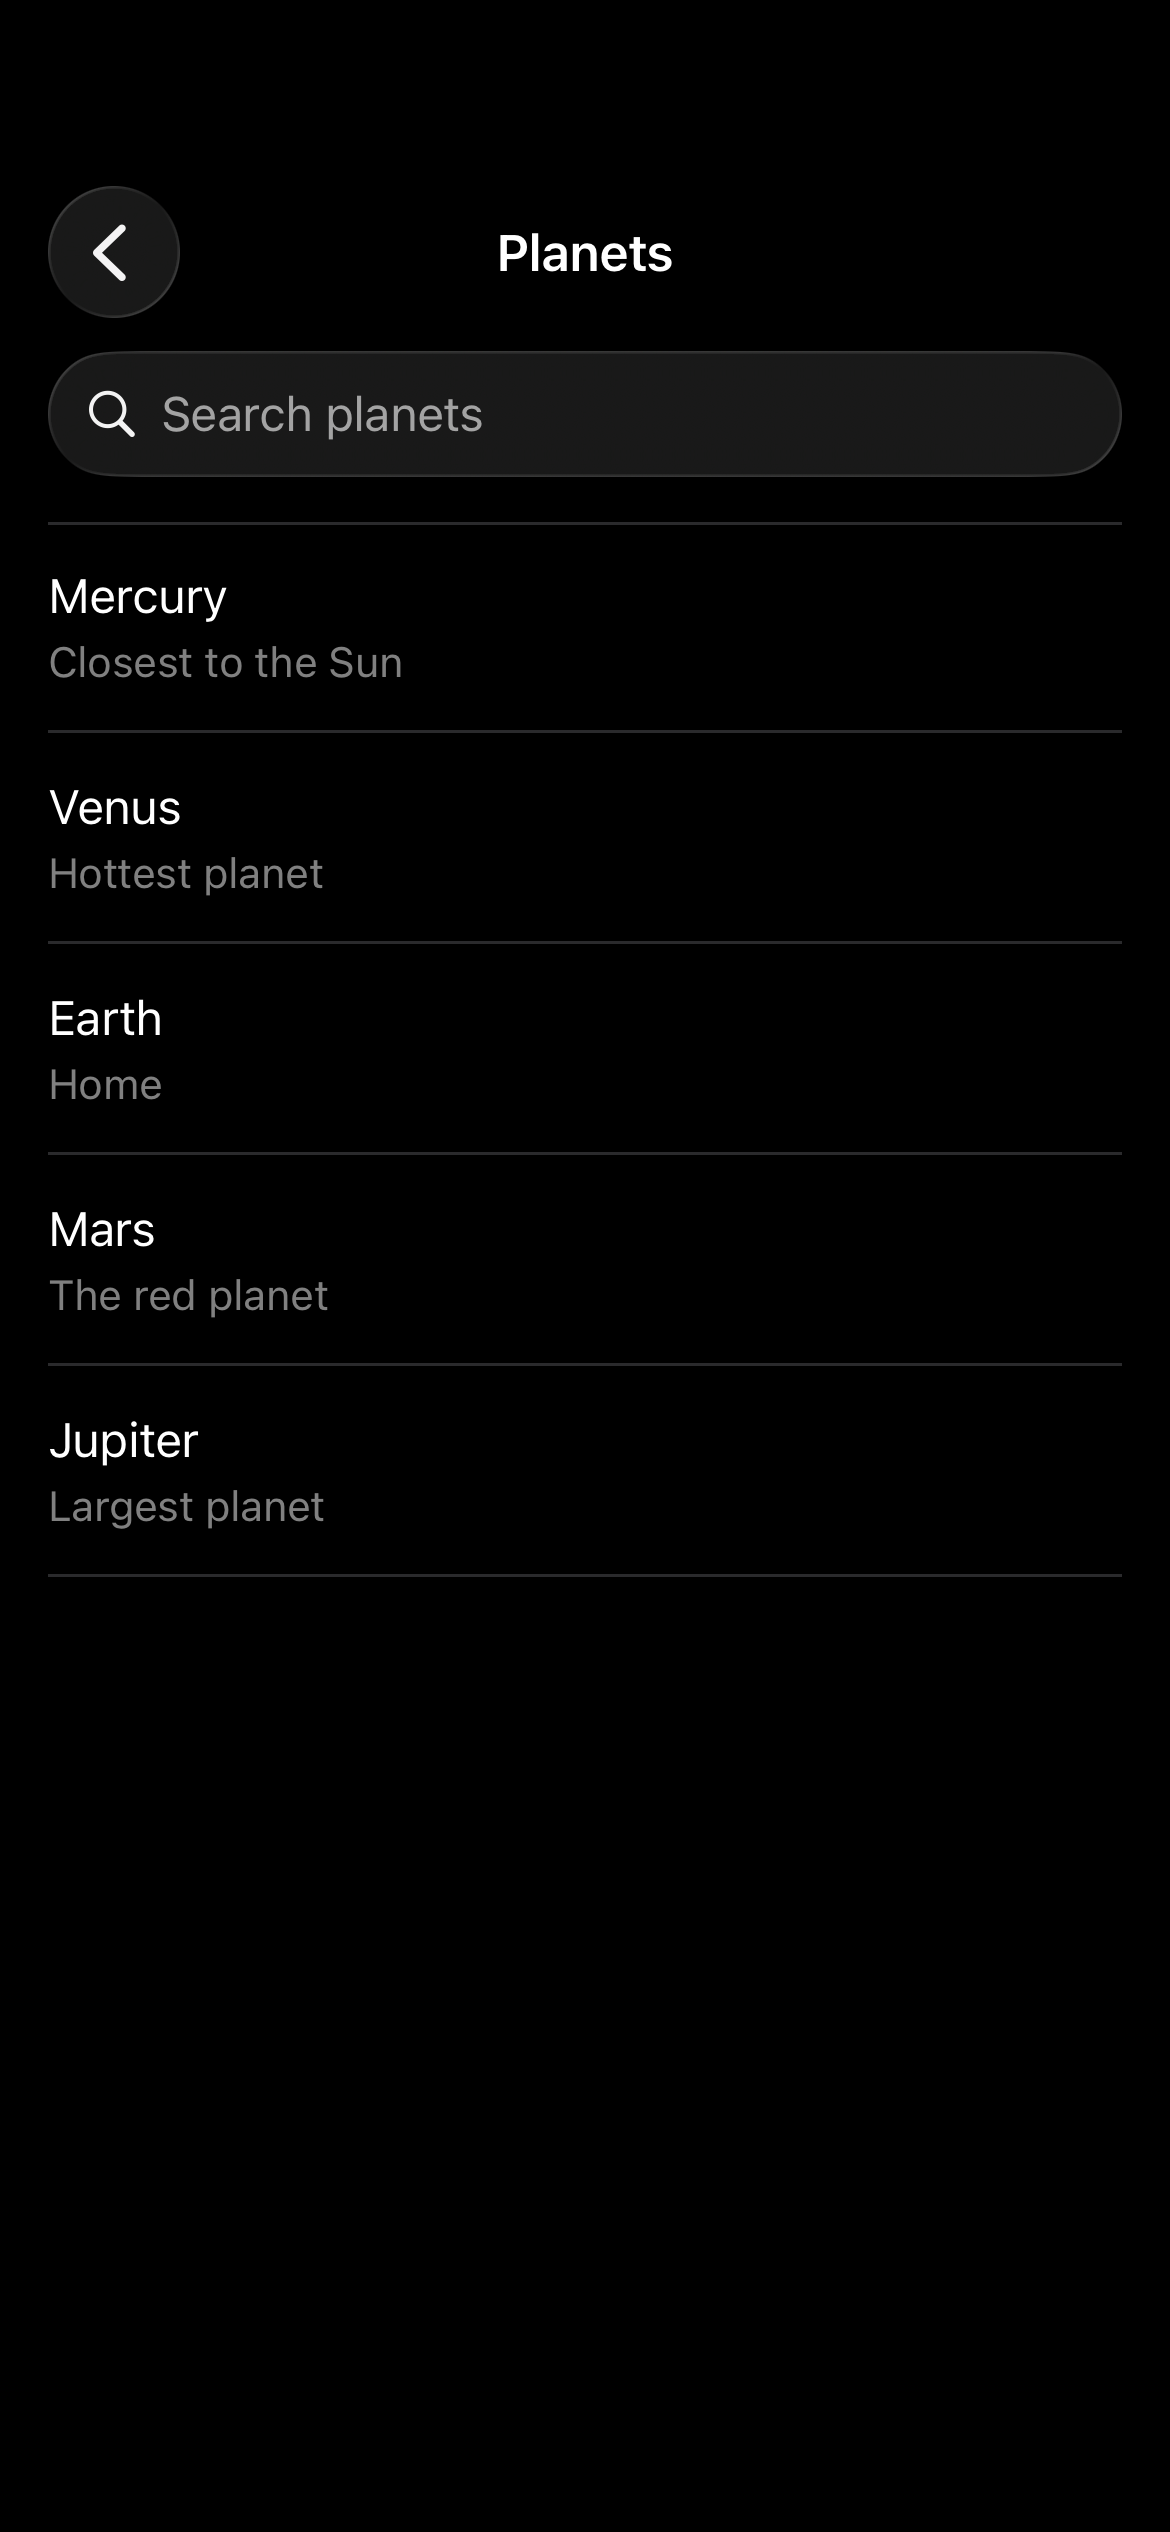 Planets
Search planets
Mercury
Closest to the Sun
Venus
Hottest planet
Earth
Home
Mars
The red planet
Jupiter
Largest planet